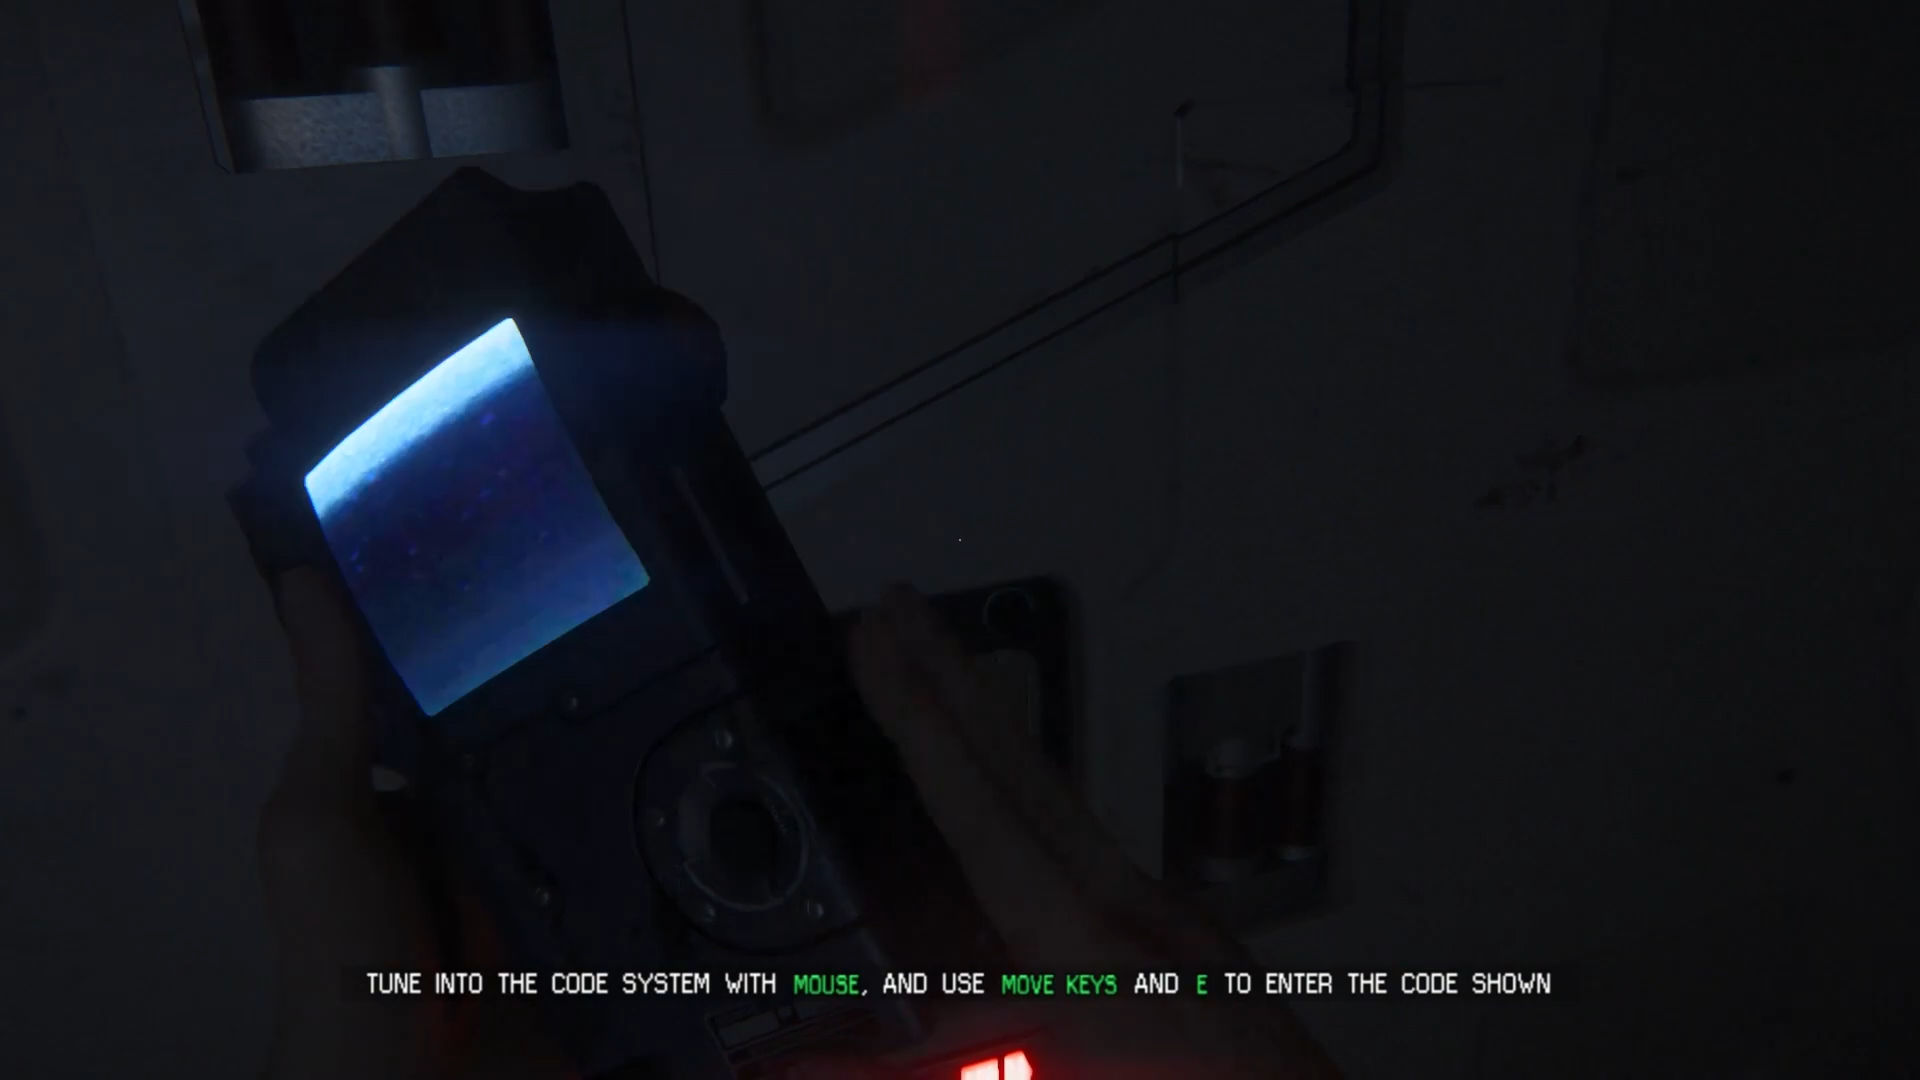 TUNE INTO THE CODE SYSTEM WITH MOUSE, AND USE MOVE KEYS AND E TO ENTER THE CODE SHOWN